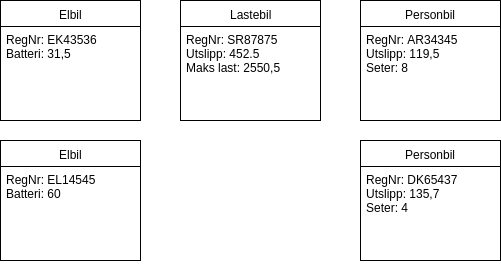 Elbil
RegNr: EK43536
Batteri: 31,5
Lastebil
RegNr: SR87875
Utslipp: 452.5
Maks last: 2550,5
Personbil
RegNr: AR34345
Utslipp: 119,5
Seter: 8
Elbil
RegNr: EL14545
Batteri: 60
Personbil
RegNr: DK65437
Utslipp: 135,7
Seter: 4